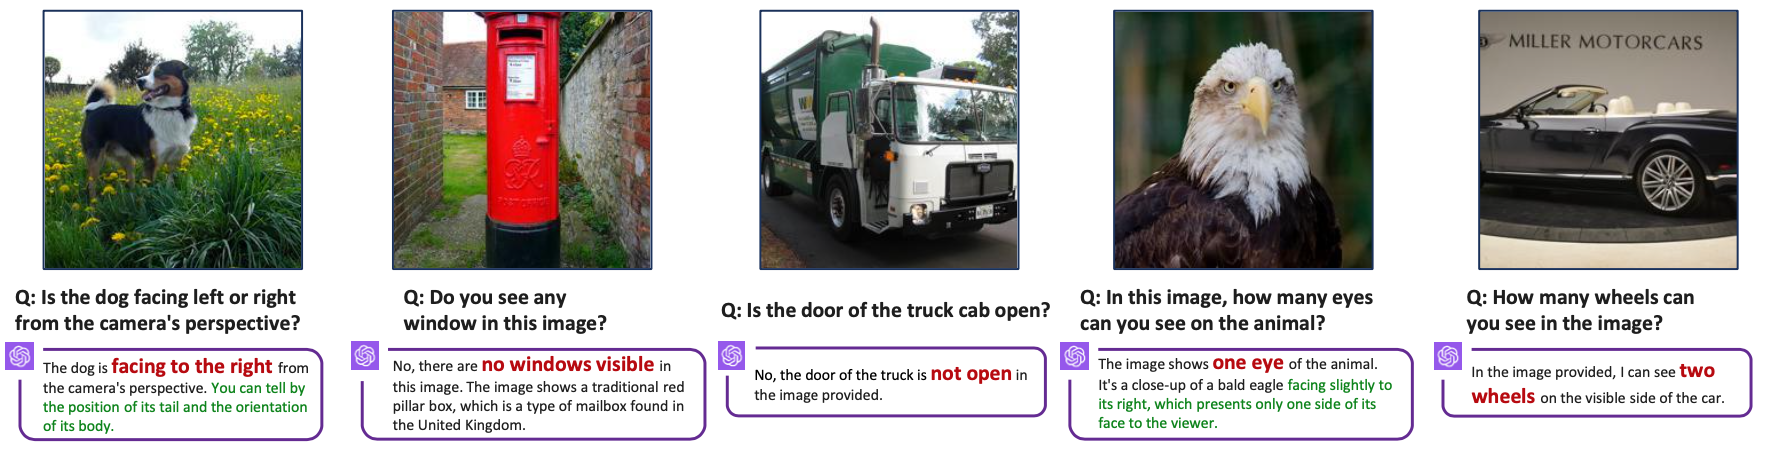 MILLER MOTORCARS
Q: Is the dog facing left or right
from the camera's perspective?
The dog is facing to the right from
the camera's perspective. You can tell by
the position of its tail and the orientation
of its body.
Q: Do you see any
window in this image?
No, there are no windows visible in
this image. The image shows a traditional red
pillar box, which is a type of mailbox found in
the United Kingdom.
Q: Is the door of the truck cab open?
No, the door of the truck is not open in
the image provided.
Q: In this image, how many eyes
can you see on the animal?
The image shows one eye of the animal.
It's a close-up of a bald eagle facing slightly to
its right, which presents only one side of its
face to the viewer.
Q: How many wheels can
you see in the image?
In the image provided, I can see two
wheels on the visible side of the car.